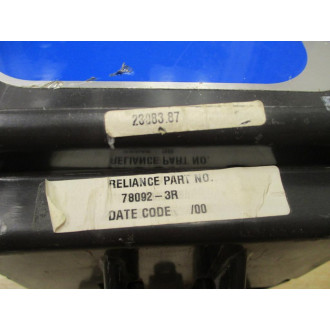 23083.87
RELIANCE PART NO.
RELIANCE PART NO.
78092-3R
DATE CODE /00